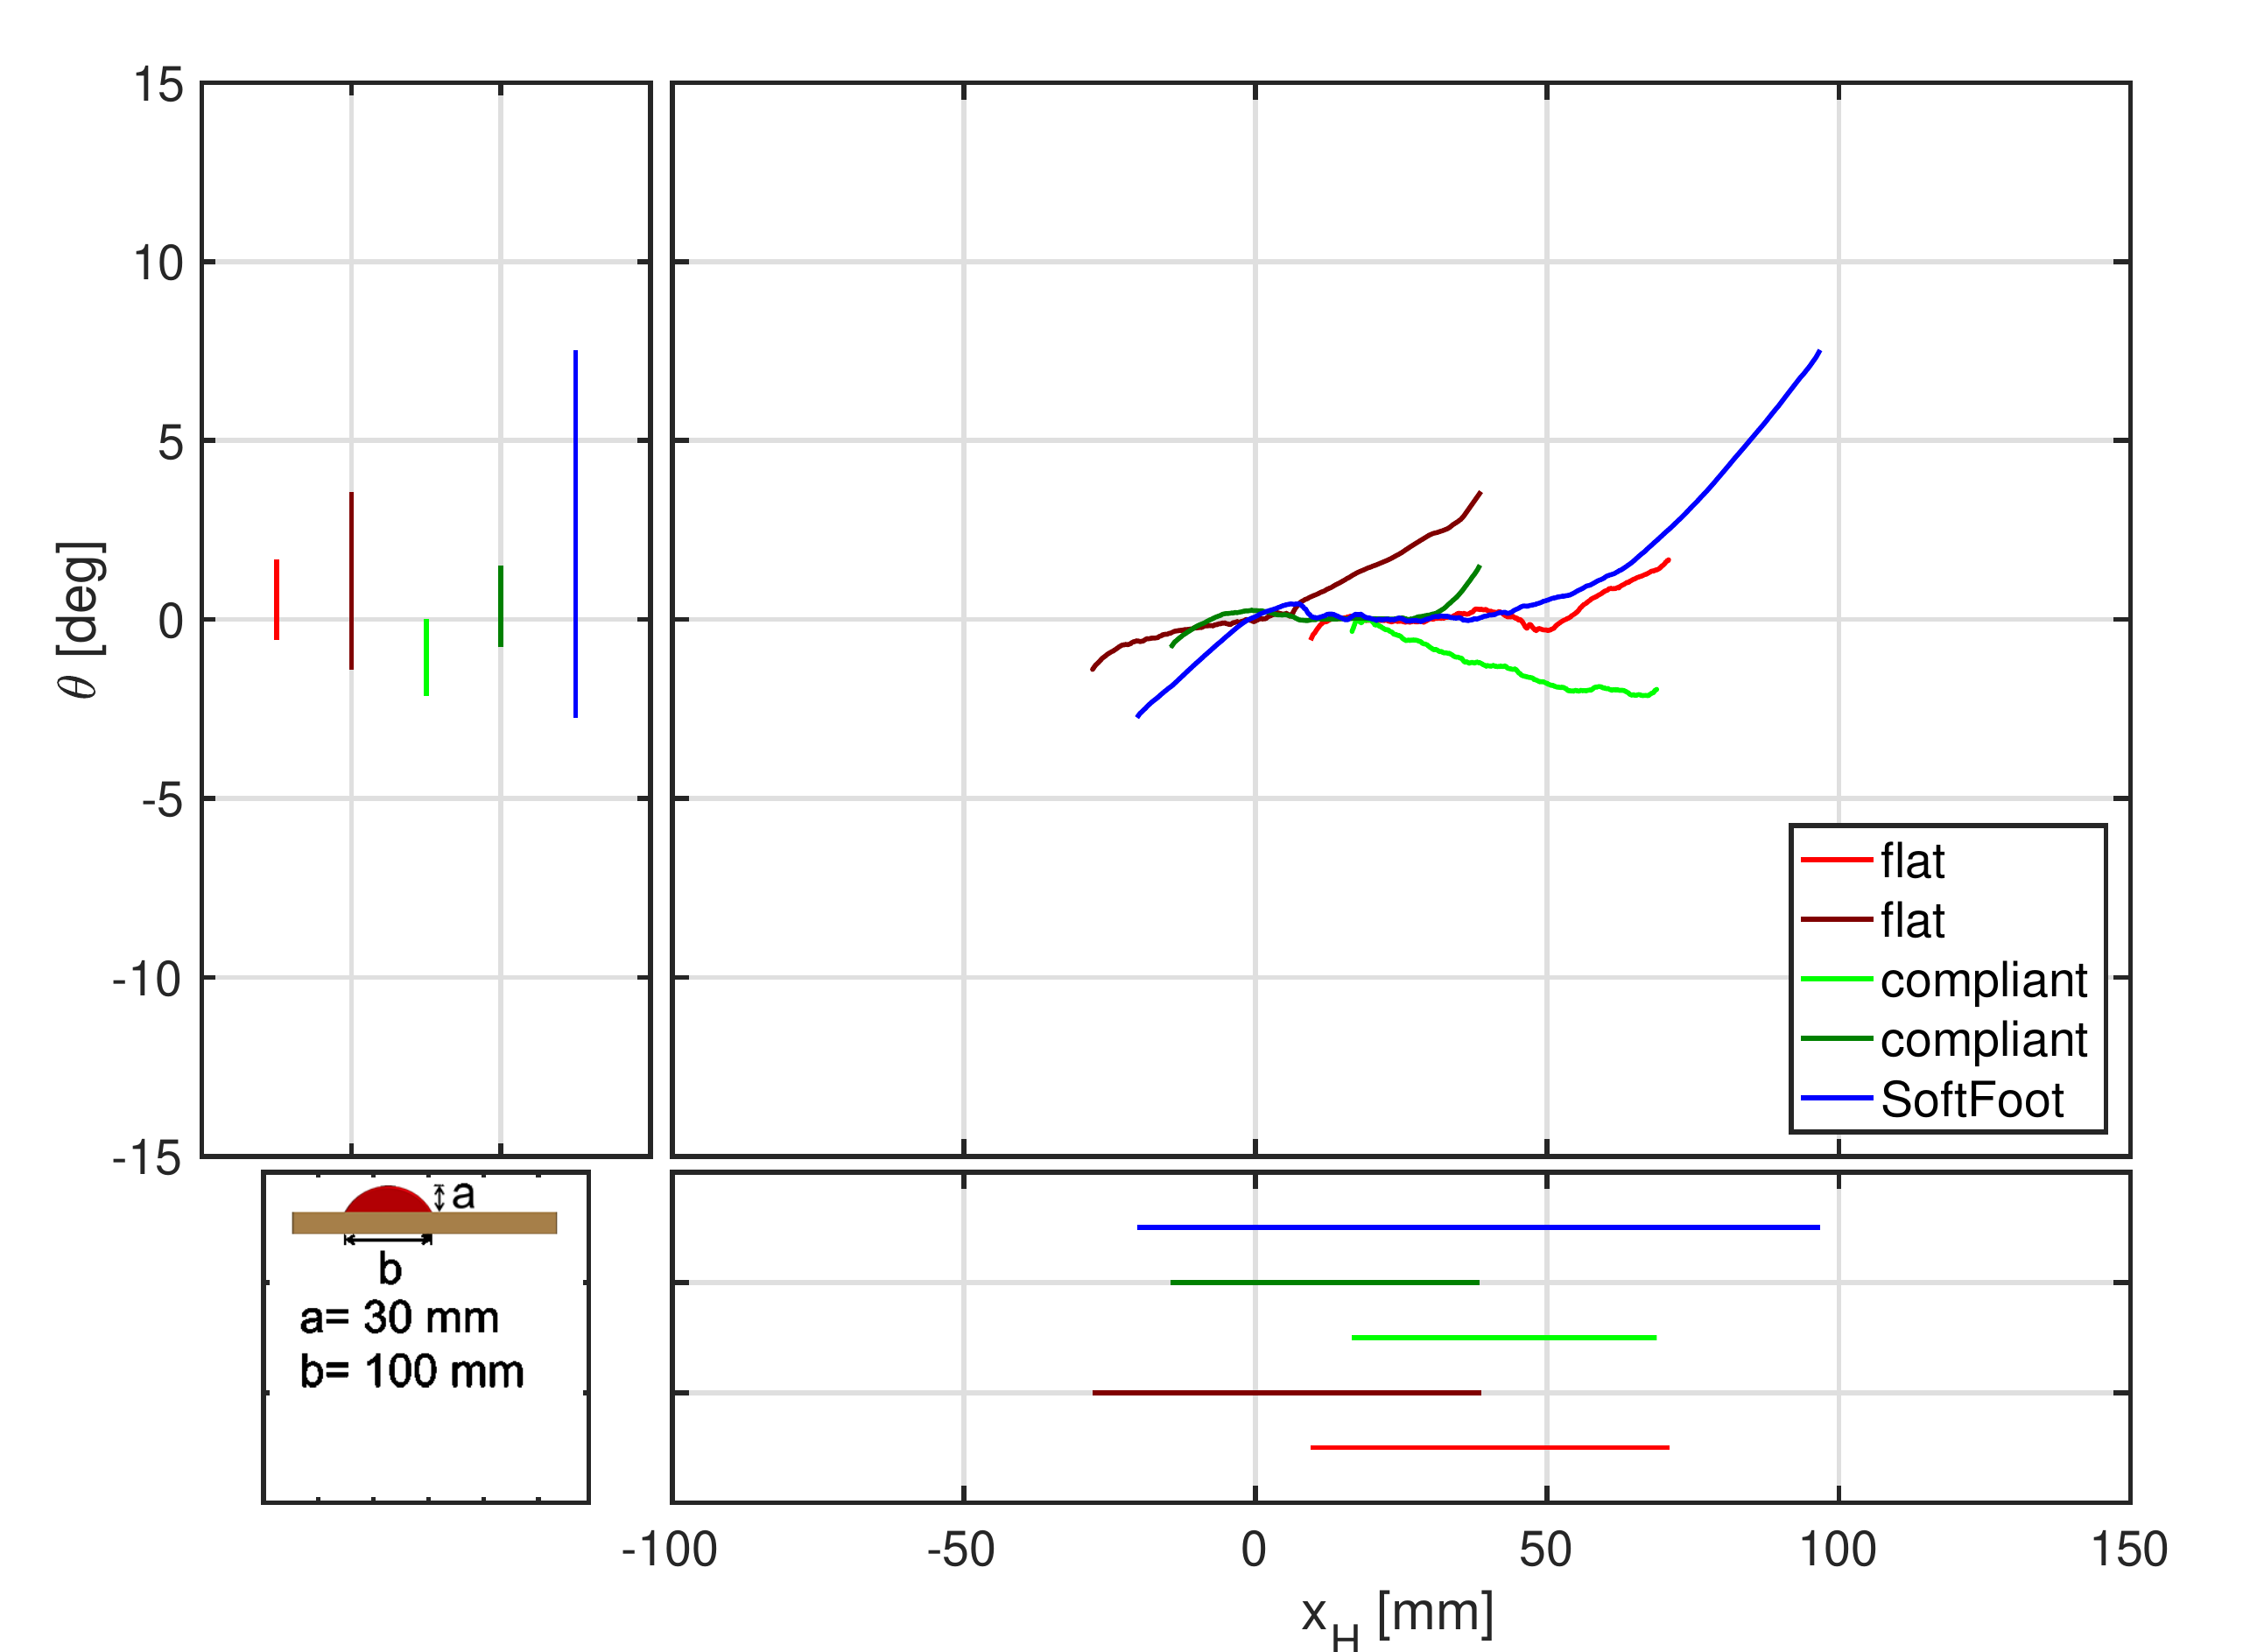 15
10
5
0
-5
-10
-15
θ [deg]
flat
flat
compliant
compliant
SoftFoot
a
b
a= 30 mm
b= 100 mm
-100 -50 0 50 100 150
x_H [mm]